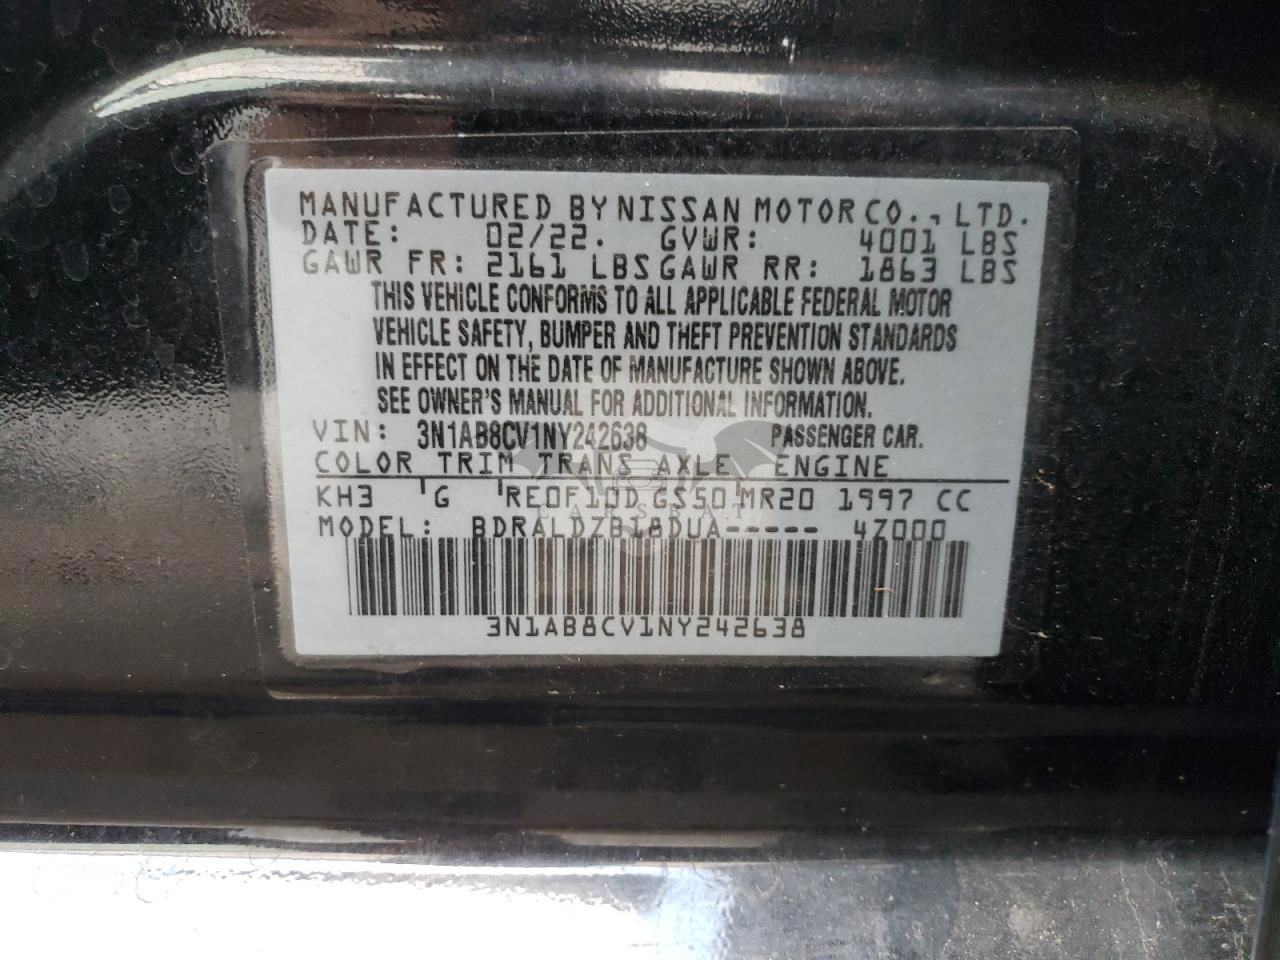 MANUFACTURED BY NISSAN MOTOR CO., LTD.
DATE: 02/22. GVWR: 4001 LBS
GAWR FR: 2161 LBS GAWR RR: 1863 LBS
THIS VEHICLE CONFORMS TO ALL APPLICABLE FEDERAL MOTOR
VEHICLE SAFETY, BUMPER AND THEFT PREVENTION STANDARDS
IN EFFECT ON THE DATE OF MANUFACTURE SHOWN ABOVE.
SEE OWNER'S MANUAL FOR ADDITIONAL INFORMATION.
VIN: 3N1AB8CV1NY242638 PASSENGER CAR.
COLOR TRIM TRANS AXLE ENGINE
KH3 G RE0F10D GS50 MR20 1997 CC
CARSBAT
MODEL: BDRALDZB18DUA----- 4Z000
3N1AB8CV1NY242638